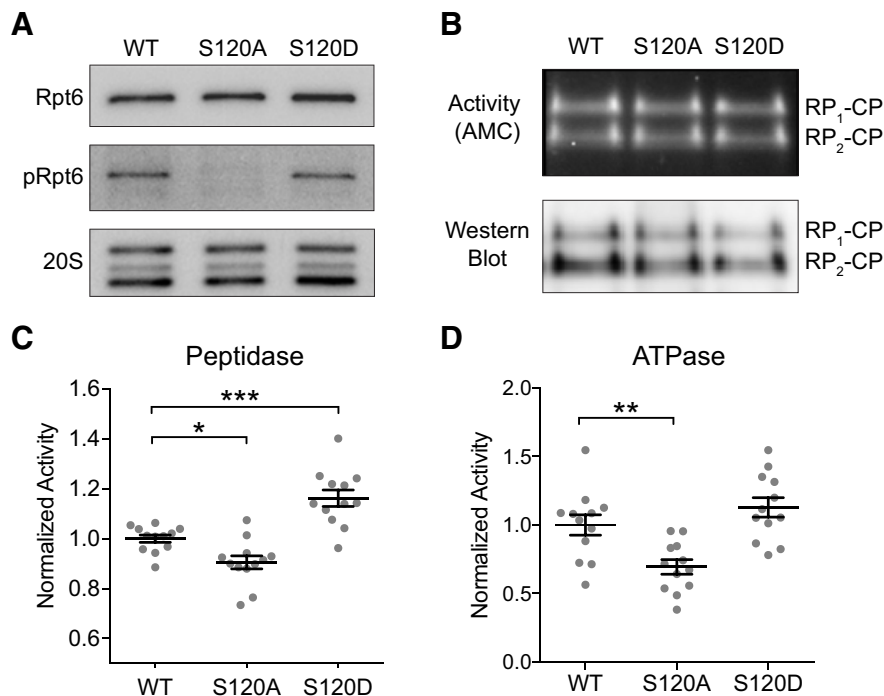 A
WT S120A S120D
Rpt6
pRpt6
20S
B
WT S120A S120D
Activity
(AMC)
RP1-CP
RP2-CP
Western
Blot
RP1-CP
RP2-CP
C
Peptidase
Normalized Activity
1.6
1.4
1.2
1.0
0.8
0.6
***
*
WT S120A S120D
D
ATPase
Normalized Activity
2.0
1.5
1.0
0.5
0.0
**
WT S120A S120D